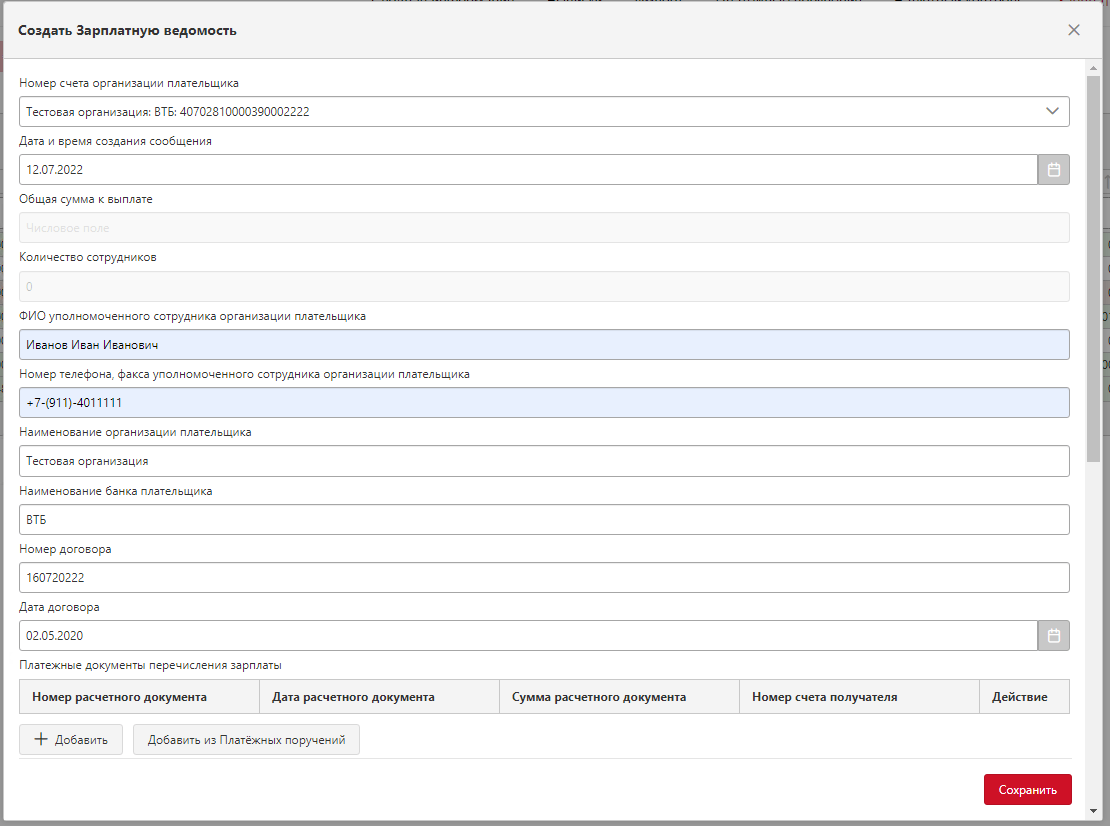 Создать Зарплатную ведомость
Номер счета организации плательщика
Тестовая организация: ВТБ: 40702810000390002222
Дата и время создания сообщения
12.07.2022
Общая сумма к выплате
Числовое поле
Количество сотрудников
0
ФИО уполномоченного сотрудника организации плательщика
Иванов Иван Иванович
Номер телефона, факса уполномоченного сотрудника организации плательщика
+7-(911)-4011111
Наименование организации плательщика
Тестовая организация
Наименование банка плательщика
ВТБ
Номер договора
160720222
Дата договора
02.05.2020
Платежные документы перечисления зарплаты
Номер расчетного документа Дата расчетного документа Сумма расчетного документа Номер счета получателя Действие
Добавить Добавить из Платёжных поручений
Сохранить